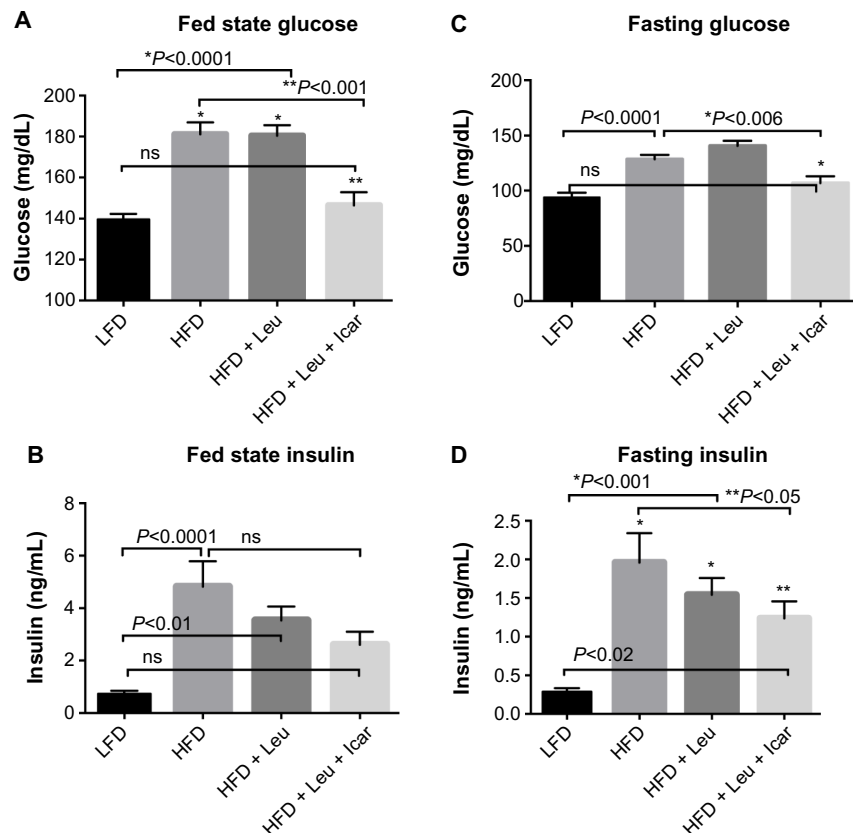 A
Fed state glucose
*P<0.0001
**P<0.001
ns
*
*
**
Glucose (mg/dL)
200
180
160
140
120
100
LFD
HFD
HFD + Leu
HFD + Leu + Icar
C
Fasting glucose
P<0.0001
*P<0.006
ns
*
Glucose (mg/dL)
200
150
100
50
0
LFD
HFD
HFD + Leu
HFD + Leu + Icar
B
Fed state insulin
P<0.0001
ns
P<0.01
ns
Insulin (ng/mL)
8
6
4
2
0
LFD
HFD
HFD + Leu
HFD + Leu + Icar
D
Fasting insulin
*P<0.001
**P<0.05
*
*
**
P<0.02
Insulin (ng/mL)
2.5
2.0
1.5
1.0
0.5
0.0
LFD
HFD
HFD + Leu
HFD + Leu + Icar